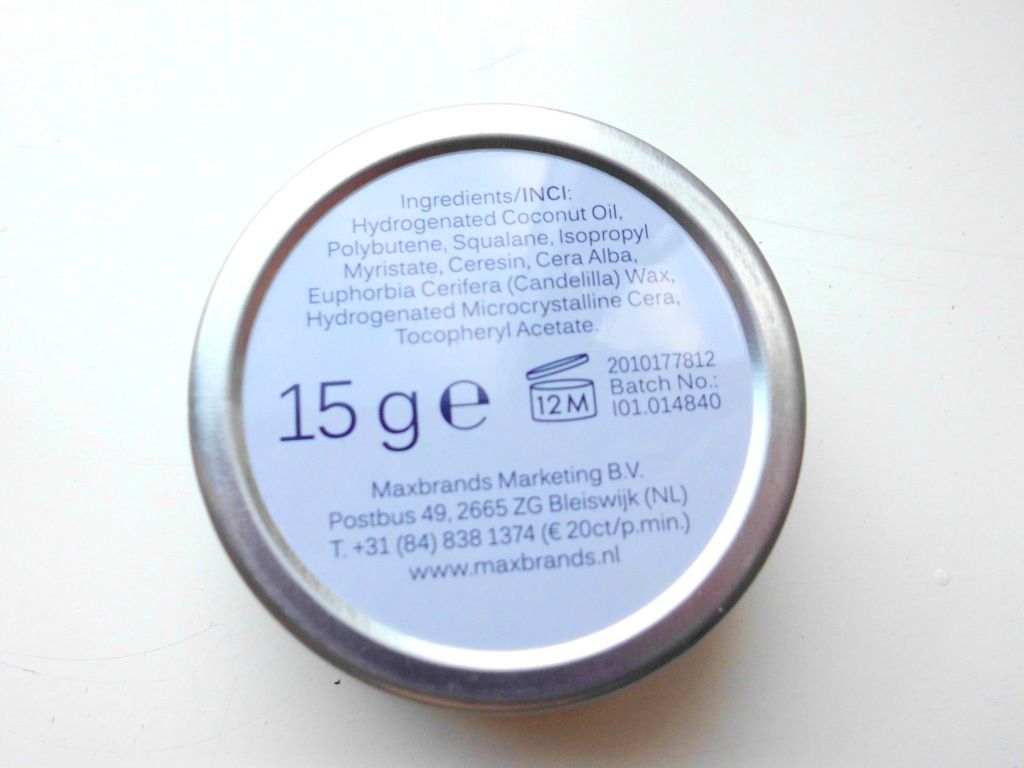 Ingredients/INCI:
Hydrogenated Coconut Oil,
Polybutene, Squalane, Isopropyl
Myristate, Ceresin, Cera Alba,
Euphorbia Cerifera (Candelilla) Wax,
Hydrogenated Microcrystalline Cera,
Tocopheryl Acetate.
15 g e
12 M
2010177812
Batch No.:
I01.014840
Maxbrands Marketing B.V.
Postbus 49, 2665 ZG Bleiswijk (NL)
T. +31 (84) 838 1374 (€ 20ct/p.min.)
www.maxbrands.nl